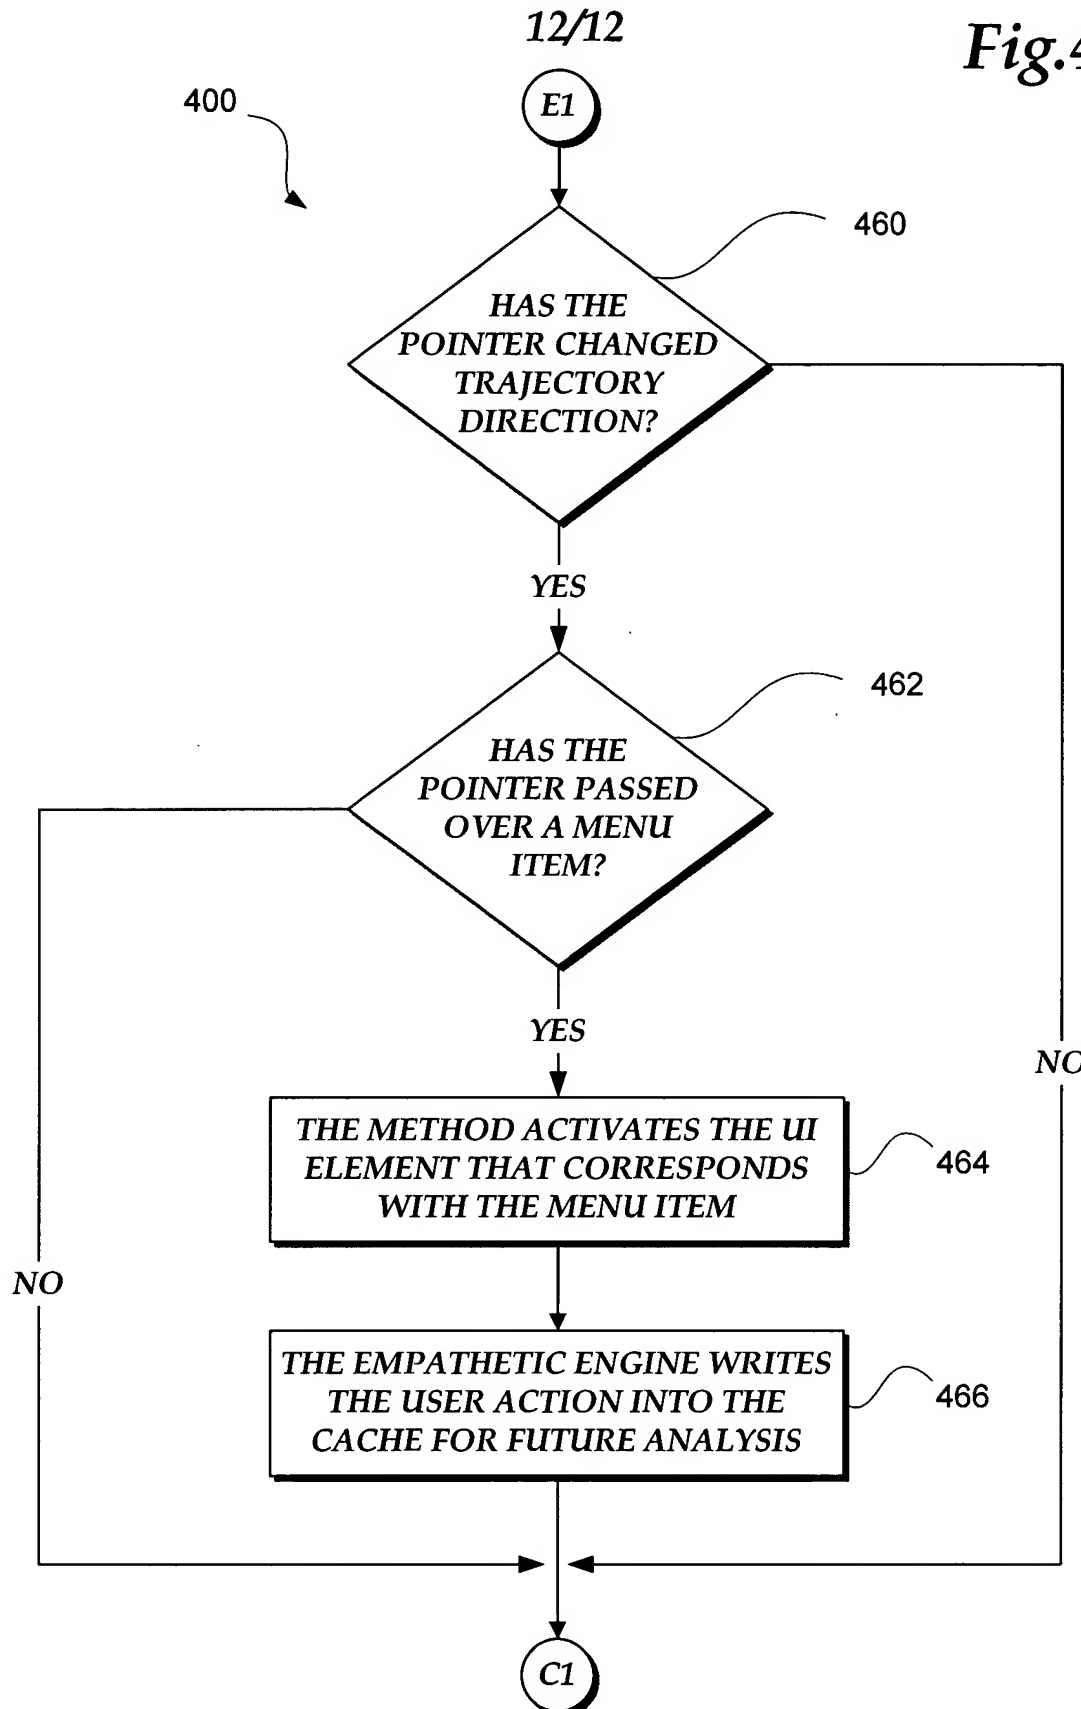 12/12
Fig.4
E1
400
460
HAS THE
POINTER CHANGED
TRAJECTORY
DIRECTION?
YES
462
HAS THE
POINTER PASSED
OVER A MENU
ITEM?
YES
NO
THE METHOD ACTIVATES THE UI
ELEMENT THAT CORRESPONDS
WITH THE MENU ITEM
464
NO
THE EMPATHETIC ENGINE WRITES
THE USER ACTION INTO THE
CACHE FOR FUTURE ANALYSIS
466
C1